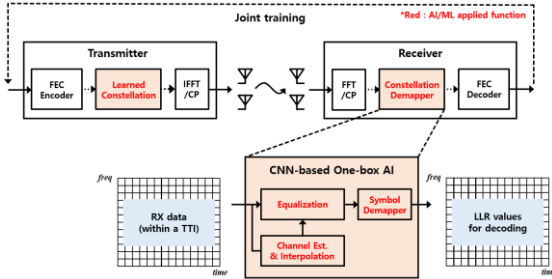 Joint training
*Red : AI/ML applied function
Transmitter
Receiver
FEC
Encoder
Learned
Constellation
IFFT
/CP
FFT
/CP
Constellation
Demapper
FEC
Decoder
CNN-based One-box AI
freq
RX data
(within a TTI)
time
Equalization
Symbol
Demapper
Channel Est.
& Interpolation
freq
LLR values
for decoding
time